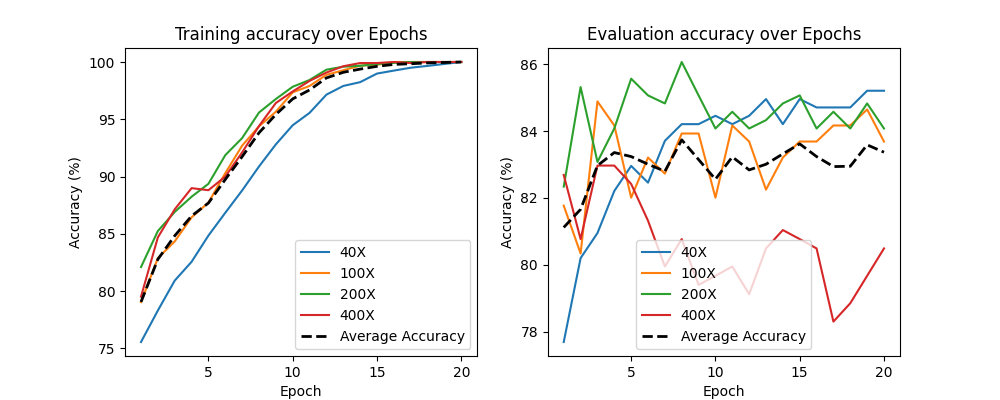 Training accuracy over Epochs
Accuracy (%)
100
95
90
85
80
75
5
10
15
20
Epoch
40X
100X
200X
400X
Average Accuracy
Evaluation accuracy over Epochs
Accuracy (%)
86
84
82
80
78
5
10
15
20
Epoch
40X
100X
200X
400X
Average Accuracy